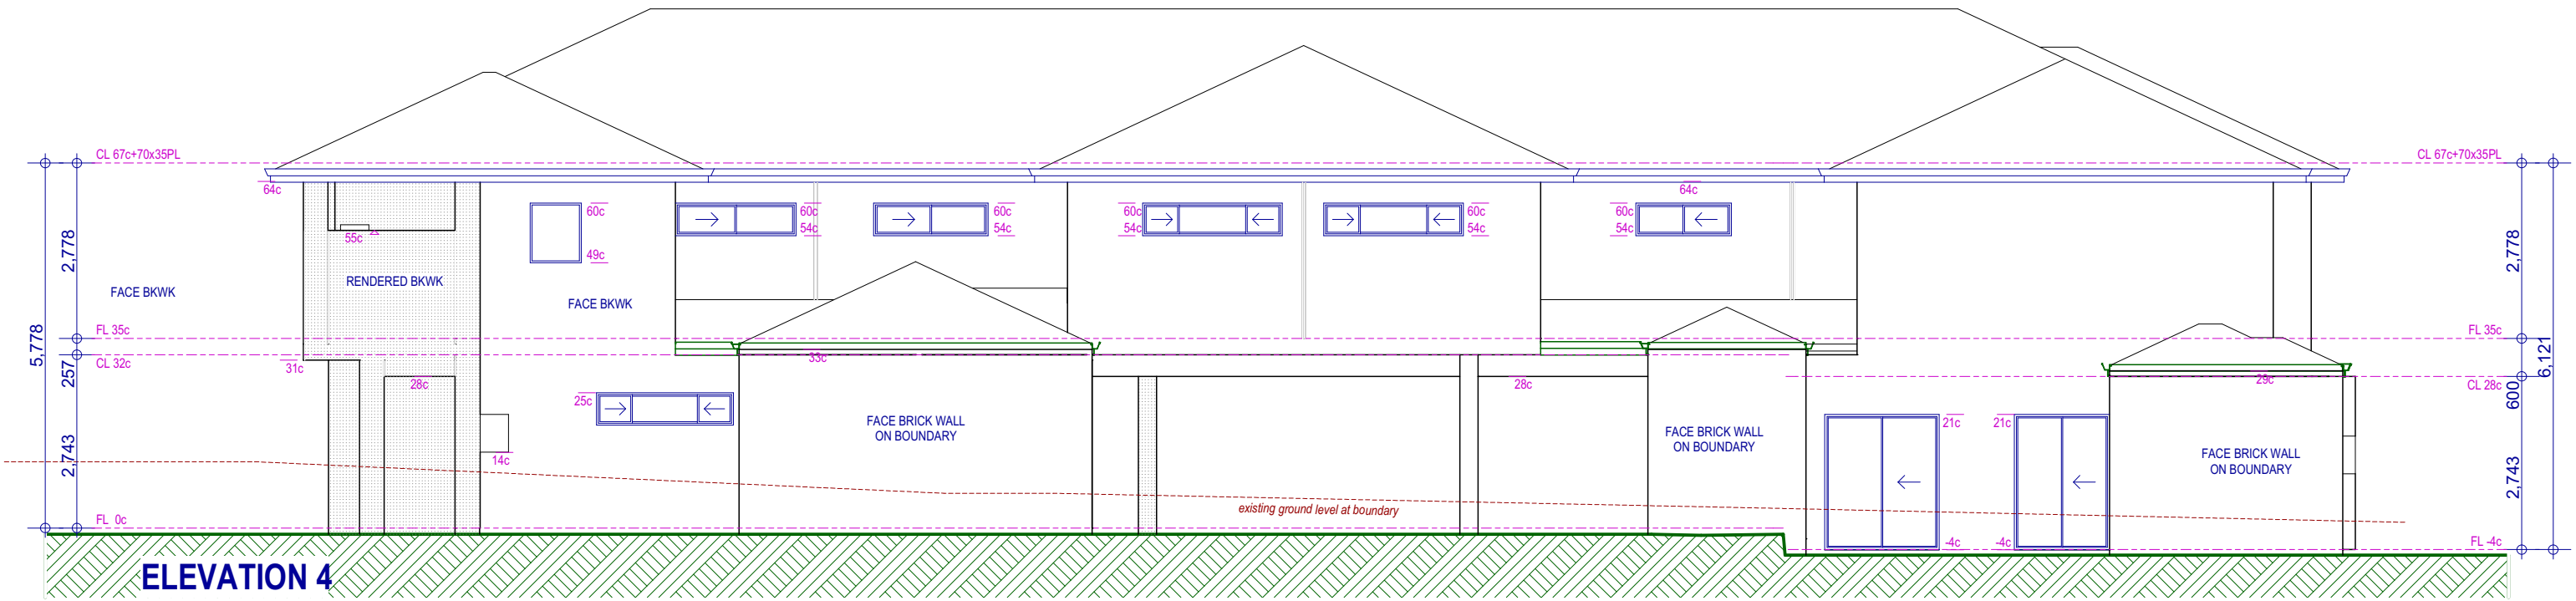 CL 67c+70x35PL
CL 67c+70x35PL
64c
64c
60c
49c
60c
54c
60c
54c
60c
54c
60c
54c
60c
54c
55c
RENDERED BKWK
FACE BKWK
FACE BKWK
2,778
5,778
257
2,743
2,778
6,121
600
2,743
FL 35c
CL 32c
FL 35c
CL 28c
31c
28c
33c
28c
29c
25c
14c
21c
21c
FACE BRICK WALL
ON BOUNDARY
FACE BRICK WALL
ON BOUNDARY
FACE BRICK WALL
ON BOUNDARY
existing ground level at boundary
FL 0c
-4c
-4c
FL -4c
ELEVATION 4